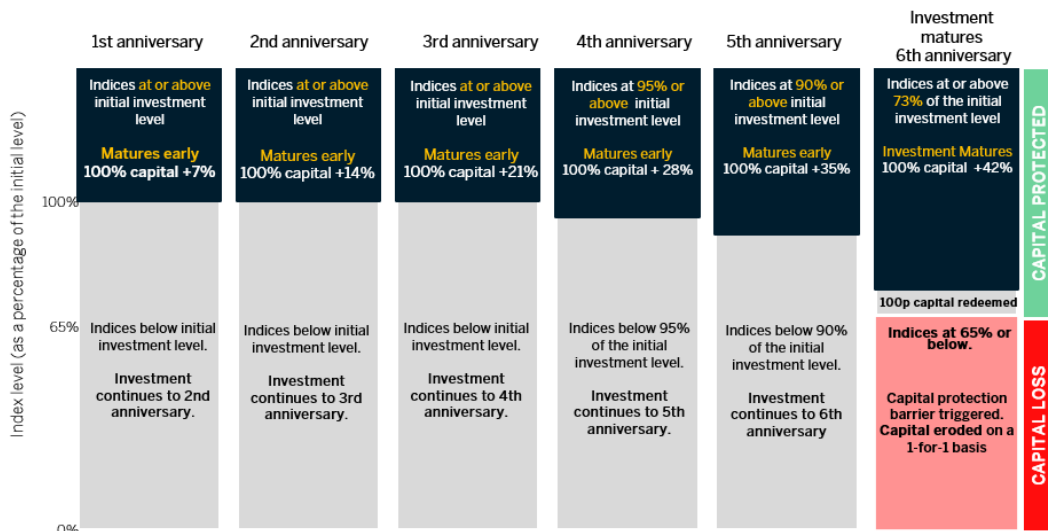 Index level (as a percentage of the initial level)
100%
65%
0%
1st anniversary
Indices at or above
initial investment
level
Matures early
100% capital +7%
Indices below initial
investment level.
Investment
continues to 2nd
anniversary.
2nd anniversary
Indices at or above
initial investment
level
Matures early
100% capital +14%
Indices below initial
investment level.
Investment
continues to 3rd
anniversary.
3rd anniversary
Indices at or above
initial investment
level
Matures early
100% capital +21%
Indices below initial
investment level.
Investment
continues to 4th
anniversary.
4th anniversary
Indices at 95% or
above initial
investment level
Matures early
100% capital + 28%
Indices below 95%
of the initial
investment level.
Investment
continues to 5th
anniversary.
5th anniversary
Indices at 90% or
above initial
investment level
Matures early
100% capital +35%
Indices below 90%
of the initial
investment level.
Investment
continues to 6th
anniversary
Investment
matures
6th anniversary
Indices at or above
73% of the initial
investment level
Investment Matures
100% capital +42%
100p capital redeemed
Indices at 65% or
below.
Capital protection
barrier triggered.
Capital eroded on a
1-for-1 basis
CAPITAL PROTECTED
CAPITAL LOSS